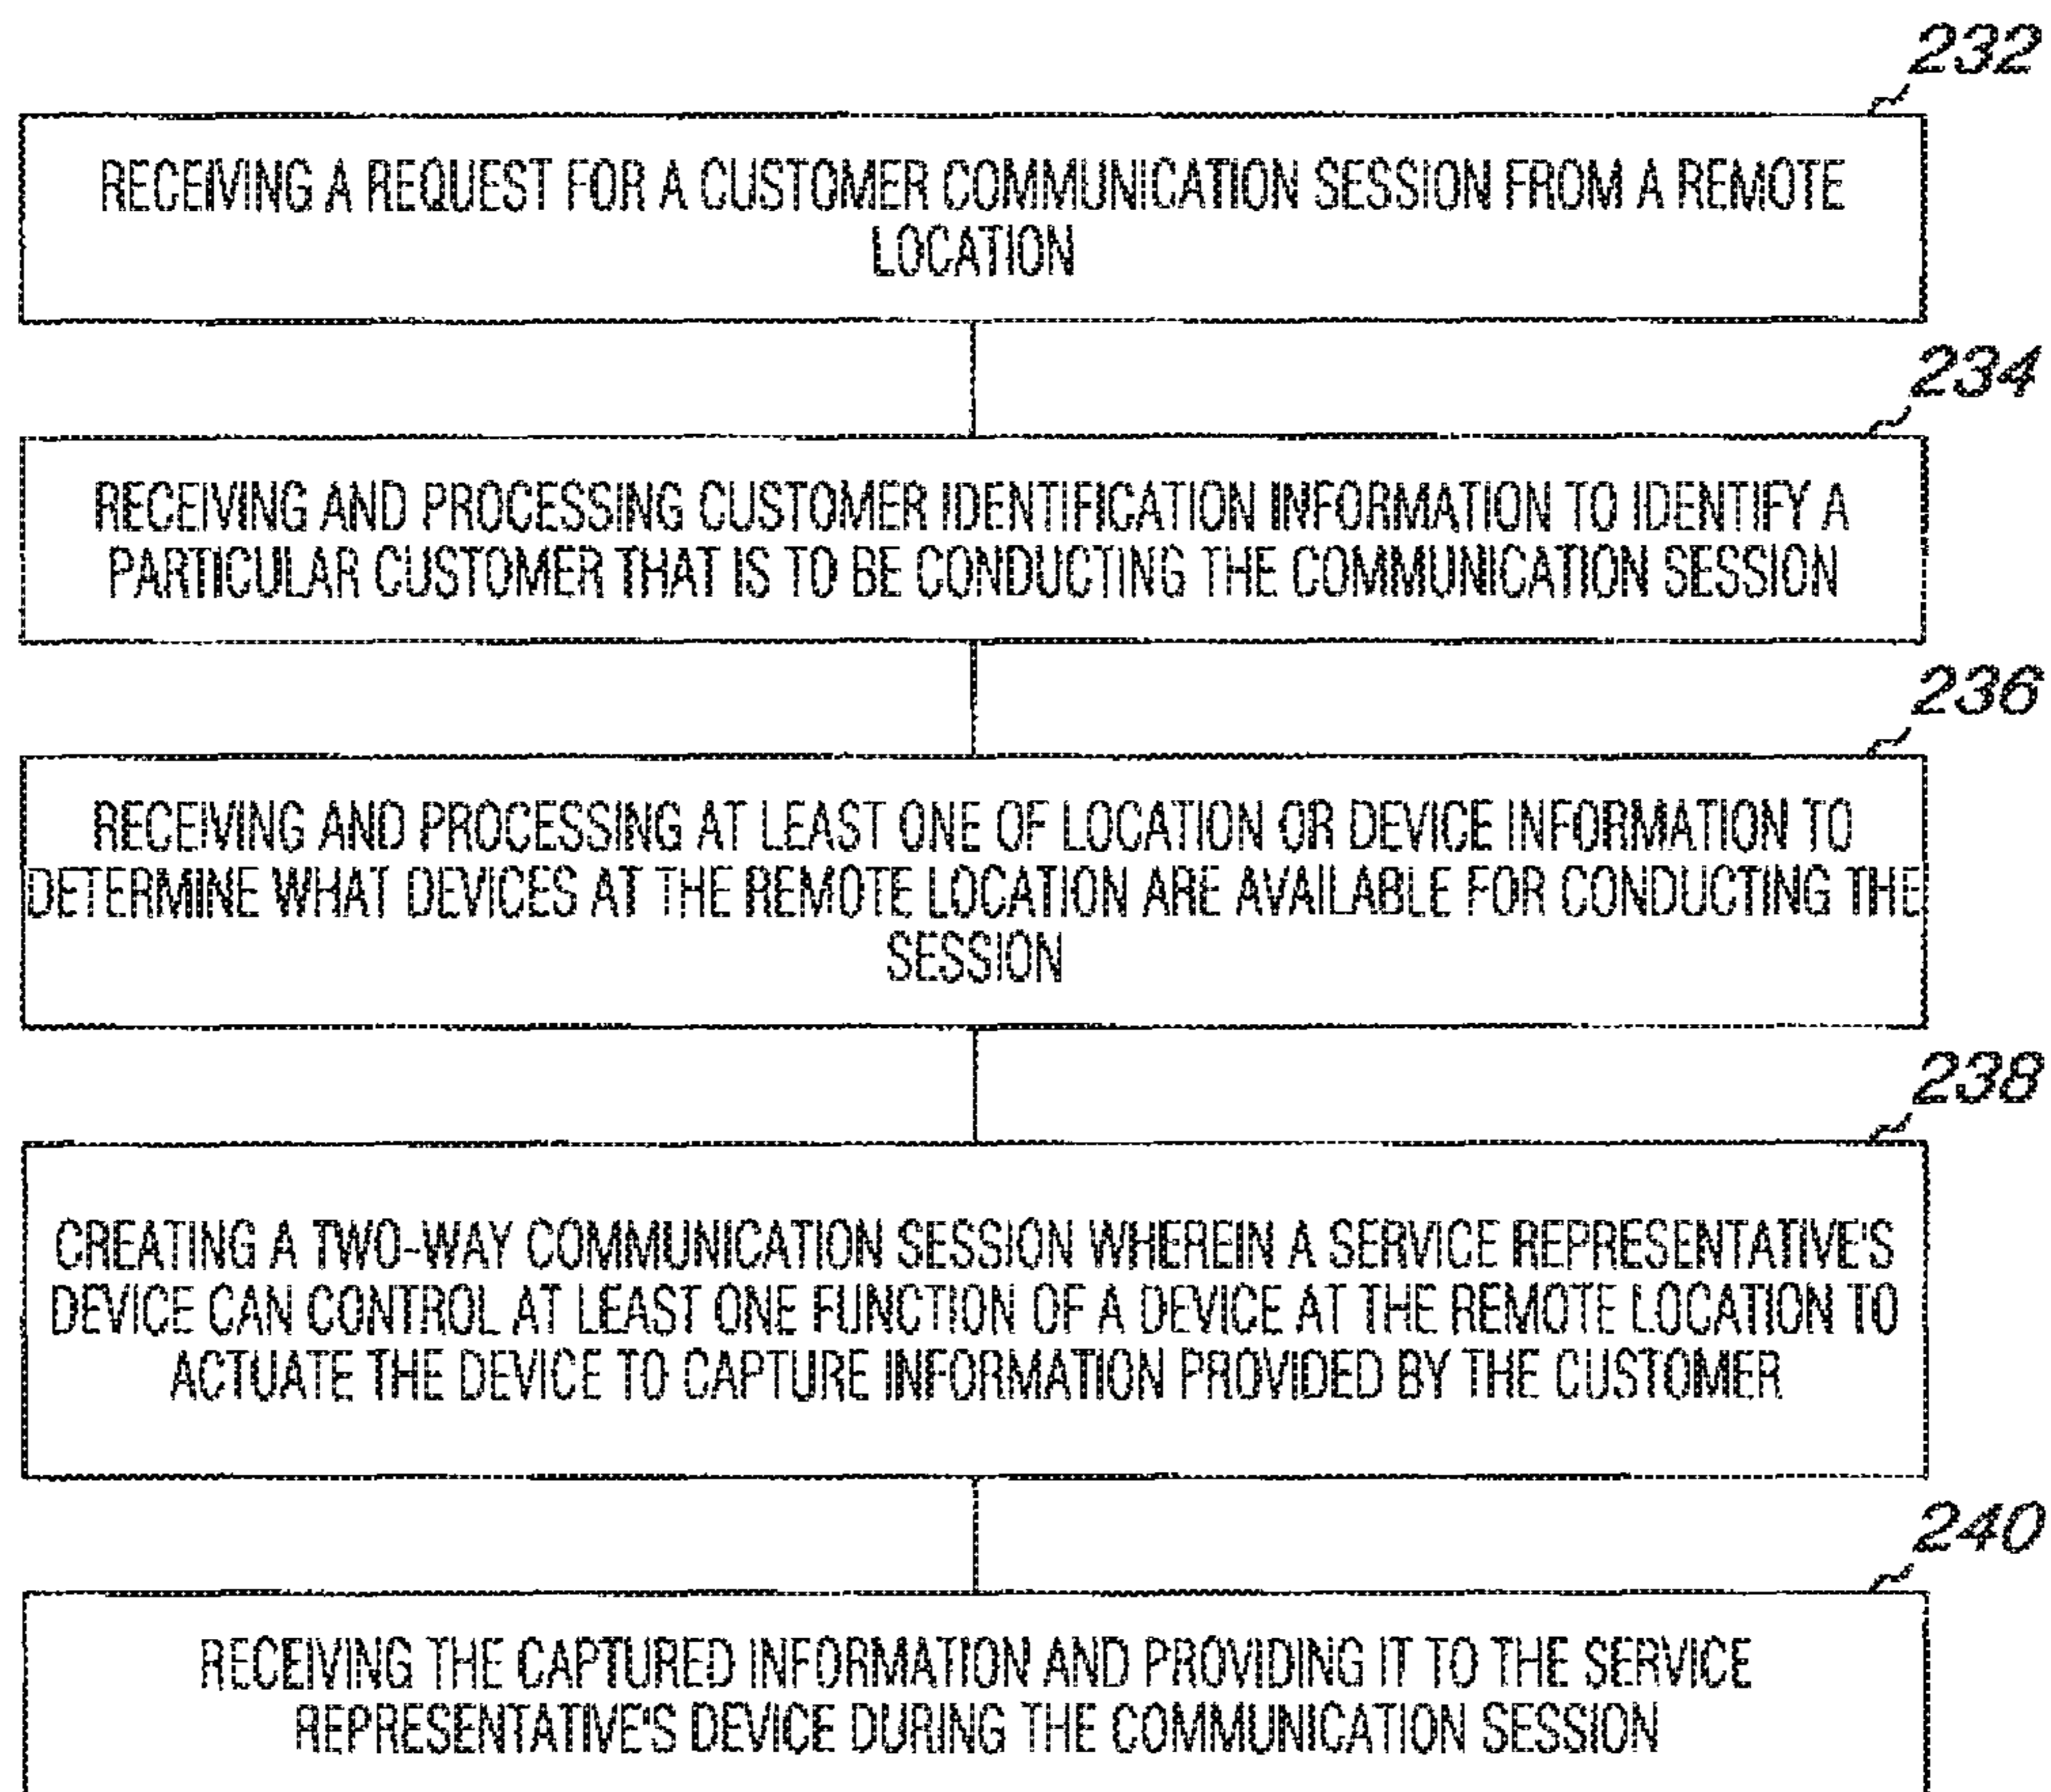 232
RECEIVING A REQUEST FOR A CUSTOMER COMMUNICATION SESSION FROM A REMOTE
LOCATION
234
RECEIVING AND PROCESSING CUSTOMER IDENTIFICATION INFORMATION TO IDENTIFY A
PARTICULAR CUSTOMER THAT IS TO BE CONDUCTING THE COMMUNICATION SESSION
236
RECEIVING AND PROCESSING AT LEAST ONE OF LOCATION OR DEVICE INFORMATION TO
DETERMINE WHAT DEVICES AT THE REMOTE LOCATION ARE AVAILABLE FOR CONDUCTING THE
SESSION
238
CREATING A TWO-WAY COMMUNICATION SESSION WHEREIN A SERVICE REPRESENTATIVE'S
DEVICE CAN CONTROL AT LEAST ONE FUNCTION OF A DEVICE AT THE REMOTE LOCATION TO
ACTUATE THE DEVICE TO CAPTURE INFORMATION PROVIDED BY THE CUSTOMER
240
RECEIVING THE CAPTURED INFORMATION AND PROVIDING IT TO THE SERVICE
REPRESENTATIVE'S DEVICE DURING THE COMMUNICATION SESSION